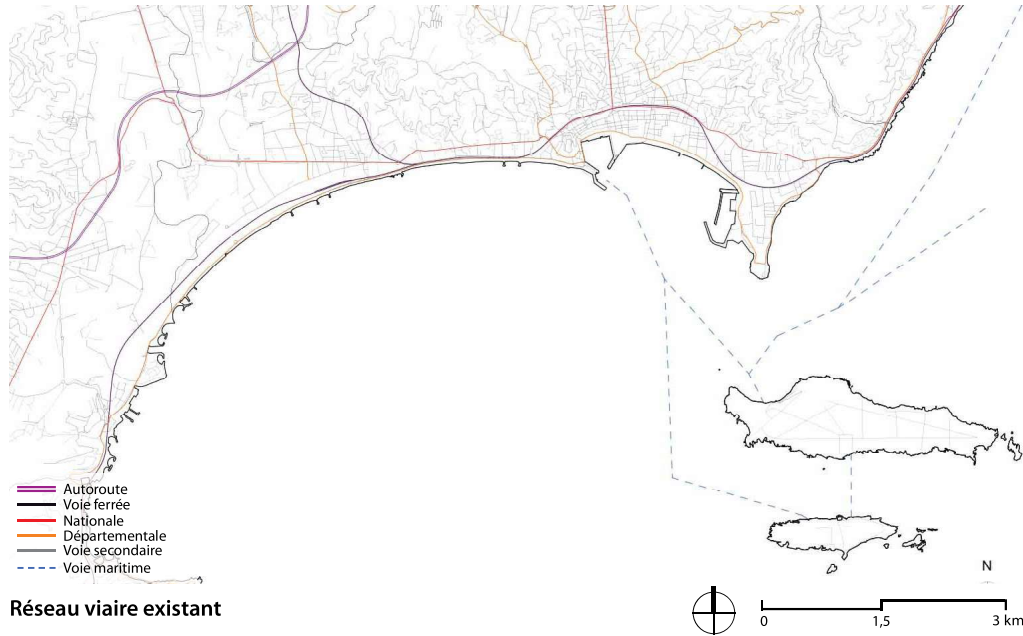 Autoroute
Voie ferrée
Nationale
Départementale
Voie secondaire
Voie maritime
N
Réseau viaire existant
0 1,5 3 km